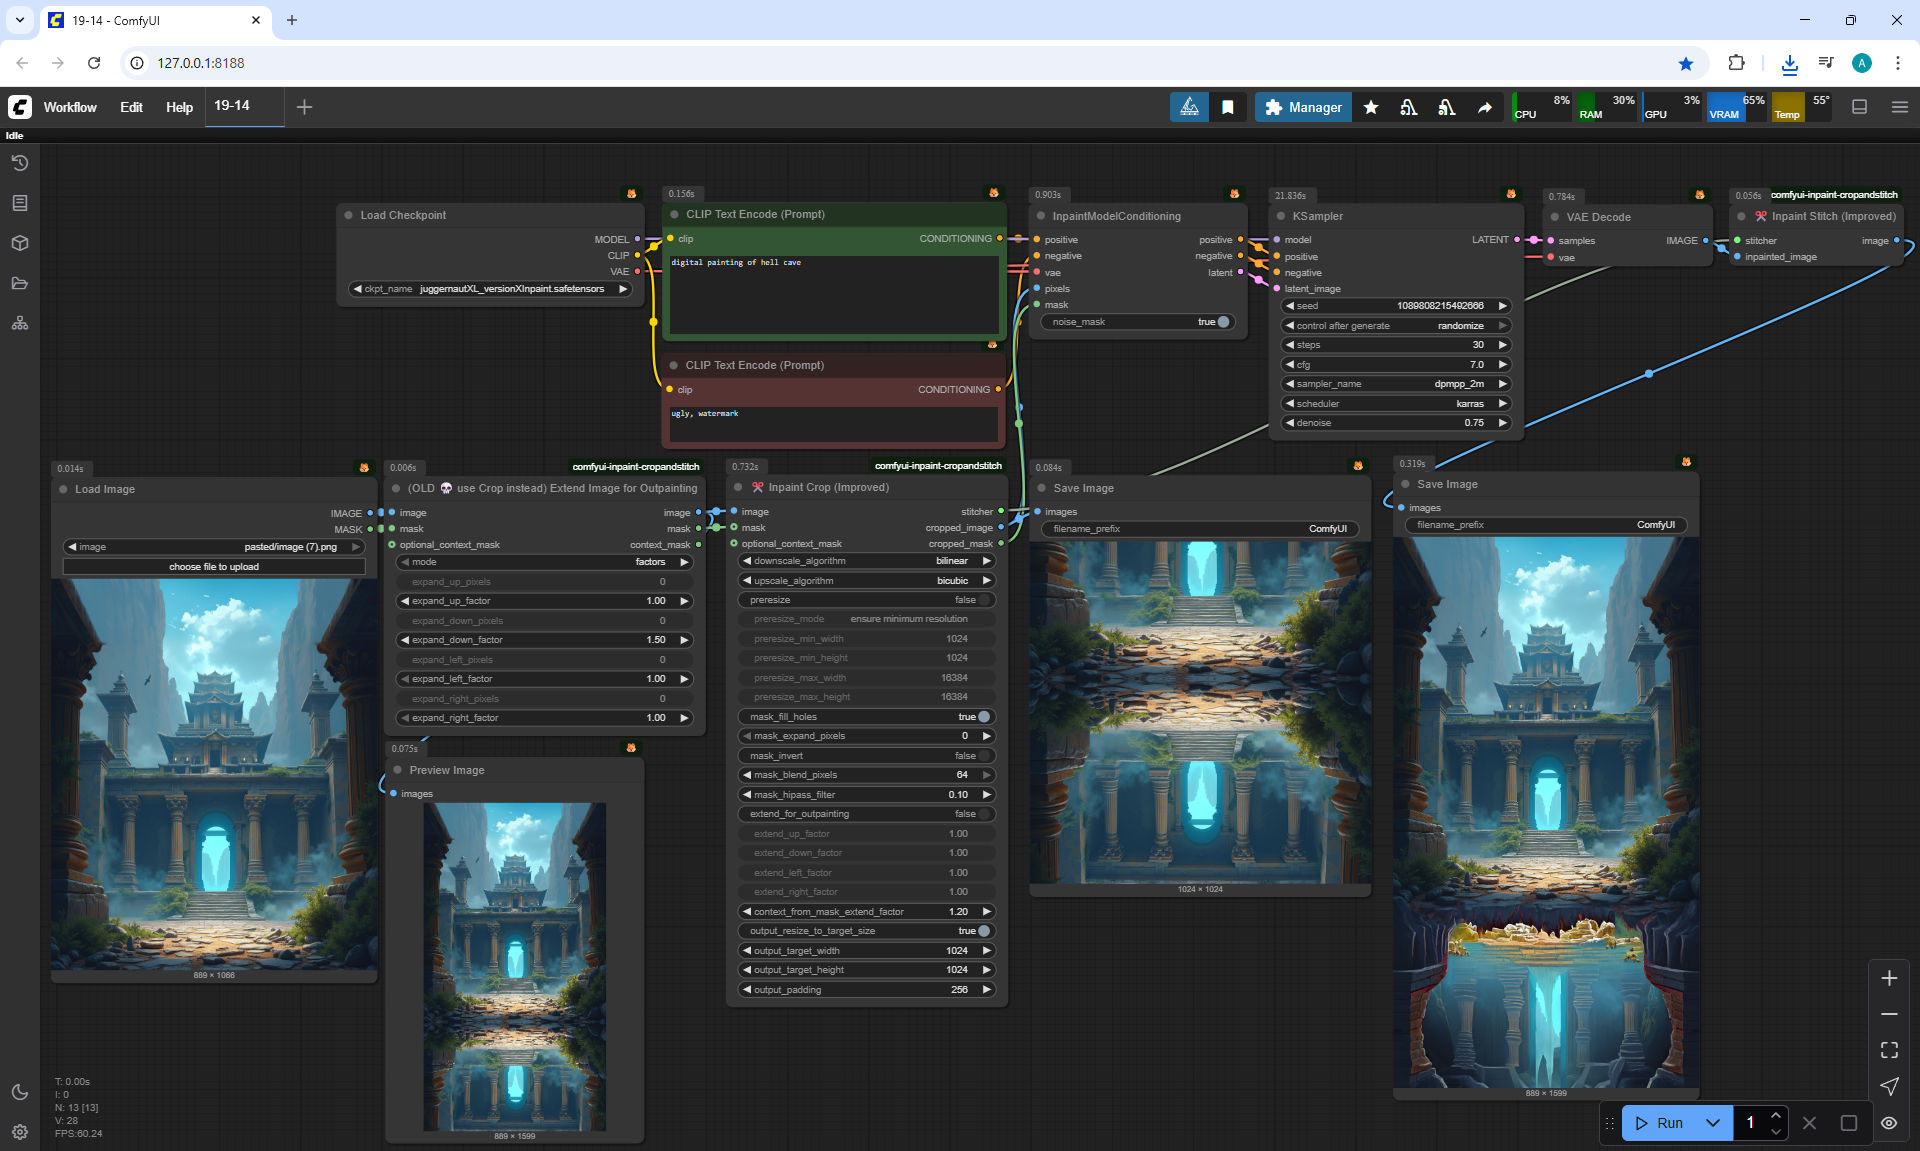 19-14 - ComfyUI
127.0.0.1:8188
A
Workflow
Edit
Help
19-14
Manager
8%
CPU
30%
RAM
3%
GPU
65%
VRAM
55°
Temp
Idle
Load Checkpoint
MODEL
CLIP
VAE
ckpt_name juggernautXL_versionXInpaint.safetensors
0.156s
CLIP Text Encode (Prompt)
clip CONDITIONING
digital painting of hell cave
CLIP Text Encode (Prompt)
clip CONDITIONING
ugly, watermark
0.903s
InpaintModelConditioning
positive positive
negative negative
vae latent
pixels
mask
noise_mask true
21.836s
KSampler
model LATENT
positive
negative
latent_image
seed 1089808215492666
control after generate randomize
steps 30
cfg 7.0
sampler_name dpmpp_2m
scheduler karras
denoise 0.75
0.784s
VAE Decode
samples IMAGE
vae
0.056s comfyui-inpaint-cropandstitch
Inpaint Stitch (Improved)
stitcher image
inpainted_image
0.014s
Load Image
IMAGE
MASK
image pasted/image (7).png
choose file to upload
889 × 1066
0.006s comfyui-inpaint-cropandstitch
(OLD 💀 use Crop instead) Extend Image for Outpainting
image image
mask mask
optional_context_mask context_mask
mode factors
expand_up_pixels 0
expand_up_factor 1.00
expand_down_pixels 0
expand_down_factor 1.50
expand_left_pixels 0
expand_left_factor 1.00
expand_right_pixels 0
expand_right_factor 1.00
0.075s
Preview Image
images
889 × 1599
0.732s comfyui-inpaint-cropandstitch
Inpaint Crop (Improved)
image stitcher
mask cropped_image
optional_context_mask cropped_mask
downscale_algorithm bilinear
upscale_algorithm bicubic
preresize false
preresize_mode ensure minimum resolution
preresize_min_width 1024
preresize_min_height 1024
preresize_max_width 16384
preresize_max_height 16384
mask_fill_holes true
mask_expand_pixels 0
mask_invert false
mask_blend_pixels 64
mask_hipass_filter 0.10
extend_for_outpainting false
extend_up_factor 1.00
extend_down_factor 1.00
extend_left_factor 1.00
extend_right_factor 1.00
context_from_mask_extend_factor 1.20
output_resize_to_target_size true
output_target_width 1024
output_target_height 1024
output_padding 256
0.084s
Save Image
images
filename_prefix ComfyUI
1024 × 1024
0.319s
Save Image
images
filename_prefix ComfyUI
889 × 1599
T: 0.00s
I: 0
N: 13 [13]
V: 28
FPS:60.24
Run
1